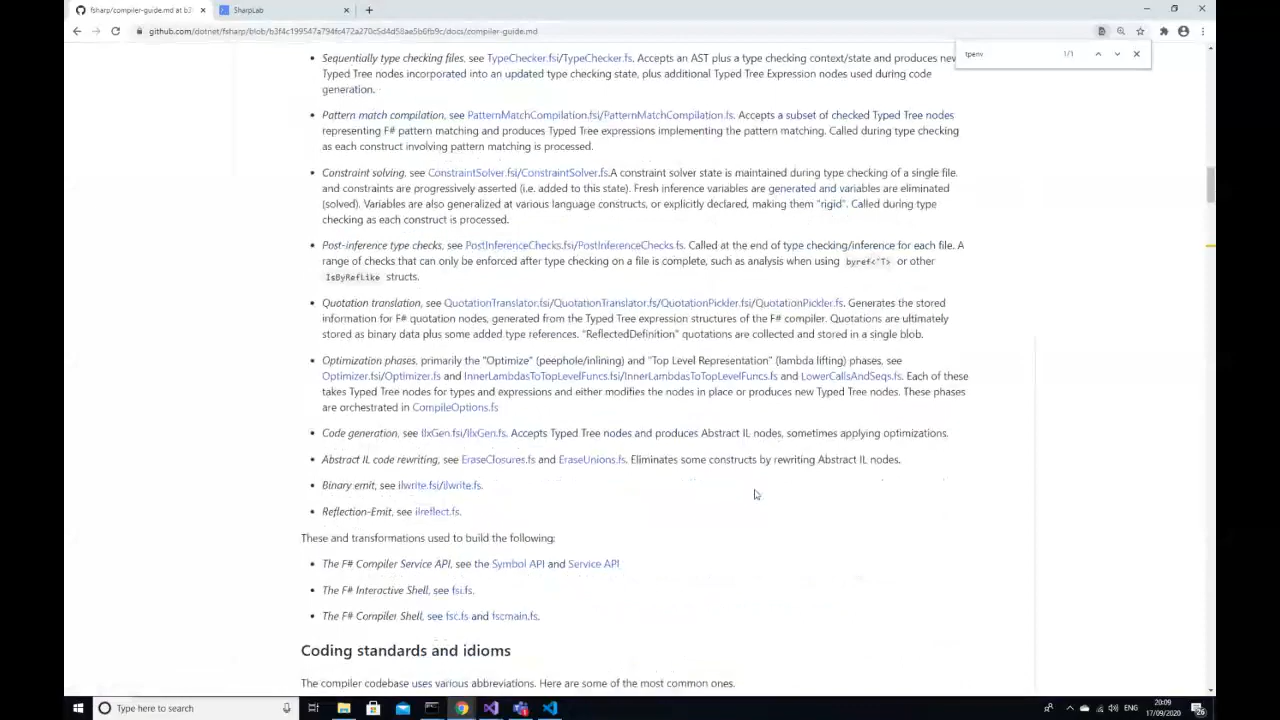 fsharp/compiler-guide.md at b3
SharpLab
github.com/dotnet/fsharp/blob/b3f4c199547a794fc472a270c5d4d58ae5b6fb9c/docs/compiler-guide.md
tpenv
1/1
Sequentially type checking files, see TypeChecker.fsi/TypeChecker.fs. Accepts an AST plus a type checking context/state and produces new
Typed Tree nodes incorporated into an updated type checking state, plus additional Typed Tree Expression nodes used during code
generation.
Pattern match compilation, see PatternMatchCompilation.fsi/PatternMatchCompilation.fs. Accepts a subset of checked Typed Tree nodes
representing F# pattern matching and produces Typed Tree expressions implementing the pattern matching. Called during type checking
as each construct involving pattern matching is processed.
Constraint solving, see ConstraintSolver.fsi/ConstraintSolver.fs.A constraint solver state is maintained during type checking of a single file,
and constraints are progressively asserted (i.e. added to this state). Fresh inference variables are generated and variables are eliminated
(solved). Variables are also generalized at various language constructs, or explicitly declared, making them "rigid". Called during type
checking as each construct is processed.
Post-inference type checks, see PostInferenceChecks.fsi/PostInferenceChecks.fs. Called at the end of type checking/inference for each file. A
range of checks that can only be enforced after type checking on a file is complete, such as analysis when using byref<'T> or other
IsByRefLike structs.
Quotation translation, see QuotationTranslator.fsi/QuotationTranslator.fs/QuotationPickler.fsi/QuotationPickler.fs. Generates the stored
information for F# quotation nodes, generated from the Typed Tree expression structures of the F# compiler. Quotations are ultimately
stored as binary data plus some added type references. "ReflectedDefinition" quotations are collected and stored in a single blob.
Optimization phases, primarily the "Optimize" (peephole/inlining) and "Top Level Representation" (lambda lifting) phases, see
Optimizer.fsi/Optimizer.fs and InnerLambdasToTopLevelFuncs.fsi/InnerLambdasToTopLevelFuncs.fs and LowerCallsAndSeqs.fs. Each of these
takes Typed Tree nodes for types and expressions and either modifies the nodes in place or produces new Typed Tree nodes. These phases
are orchestrated in CompileOptions.fs
Code generation, see IlxGen.fsi/IlxGen.fs. Accepts Typed Tree nodes and produces Abstract IL nodes, sometimes applying optimizations.
Abstract IL code rewriting, see EraseClosures.fs and EraseUnions.fs. Eliminates some constructs by rewriting Abstract IL nodes.
Binary emit, see ilwrite.fsi/ilwrite.fs.
Reflection-Emit, see ilreflect.fs.
These and transformations used to build the following:
The F# Compiler Service API, see the Symbol API and Service API
The F# Interactive Shell, see fsi.fs.
The F# Compiler Shell, see fsc.fs and fscmain.fs.
Coding standards and idioms
The compiler codebase uses various abbreviations. Here are some of the most common ones.
Type here to search
ENG
20:09
17/09/2020
26